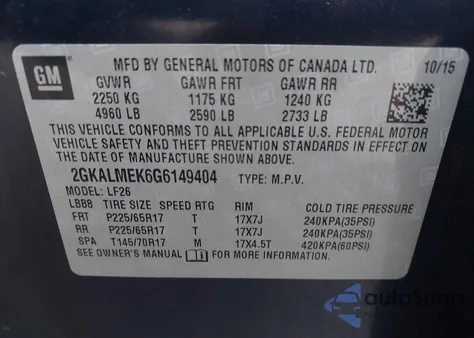 GM
MFD BY GENERAL MOTORS OF CANADA LTD. 10/15
GVWR GAWR FRT GAWR RR
2250 KG 1175 KG 1240 KG
4960 LB 2590 LB 2733 LB
THIS VEHICLE CONFORMS TO ALL APPLICABLE U.S. FEDERAL MOTOR
VEHICLE SAFETY AND THEFT PREVENTION STANDARDS IN EFFECT
ON THE DATE OF MANUFACTURE SHOWN ABOVE.
2GKALMEK6G6149404 TYPE: M.P.V.
MODEL: LF26
LBB8 TIRE SIZE SPEED RTG RIM COLD TIRE PRESSURE
FRT P225/65R17 T 17X7J 240KPA(35PSI)
RR P225/65R17 T 17X7J 240KPA(35PSI)
SPA T145/70R17 M 17X4.5T 420KPA(60PSI)
SEE OWNER'S MANUAL FOR MORE INFORMATION.
autoSnap